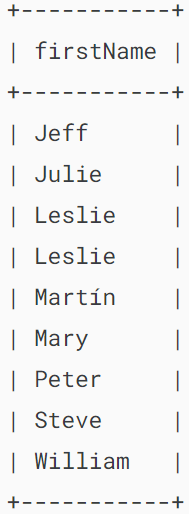 +-----------+
| firstName |
+-----------+
| Jeff      |
| Julie     |
| Leslie    |
| Leslie    |
| Martín    |
| Mary      |
| Peter     |
| Steve     |
| William   |
+-----------+